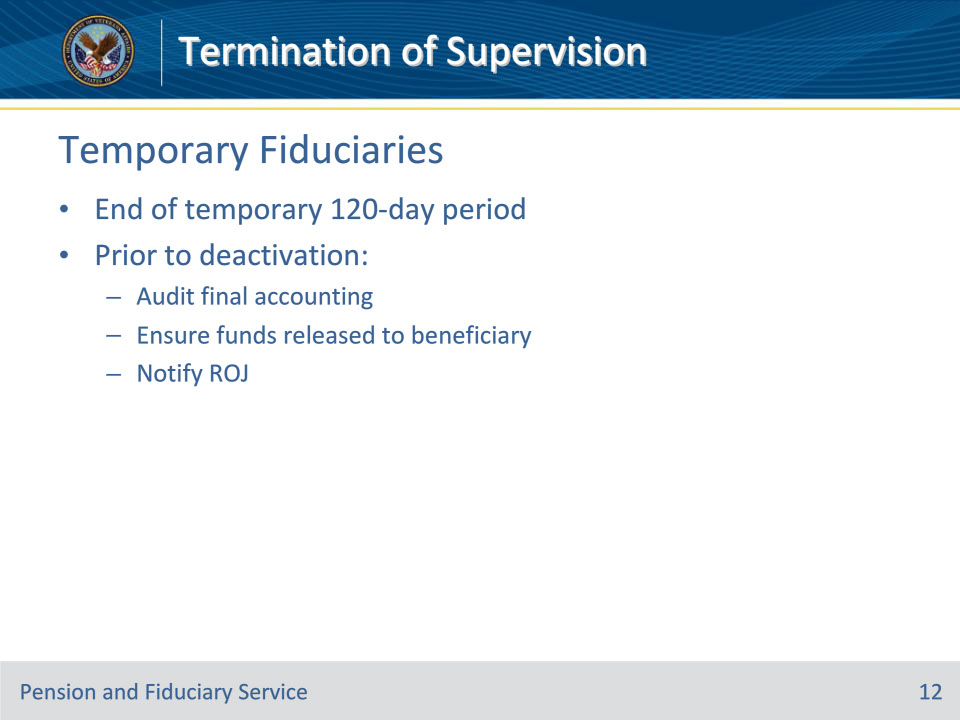 DEPARTMENT OF VETERANS AFFAIRS
UNITED STATES OF AMERICA
Termination of Supervision
Temporary Fiduciaries
• End of temporary 120-day period
• Prior to deactivation:
– Audit final accounting
– Ensure funds released to beneficiary
– Notify ROJ
Pension and Fiduciary Service
12